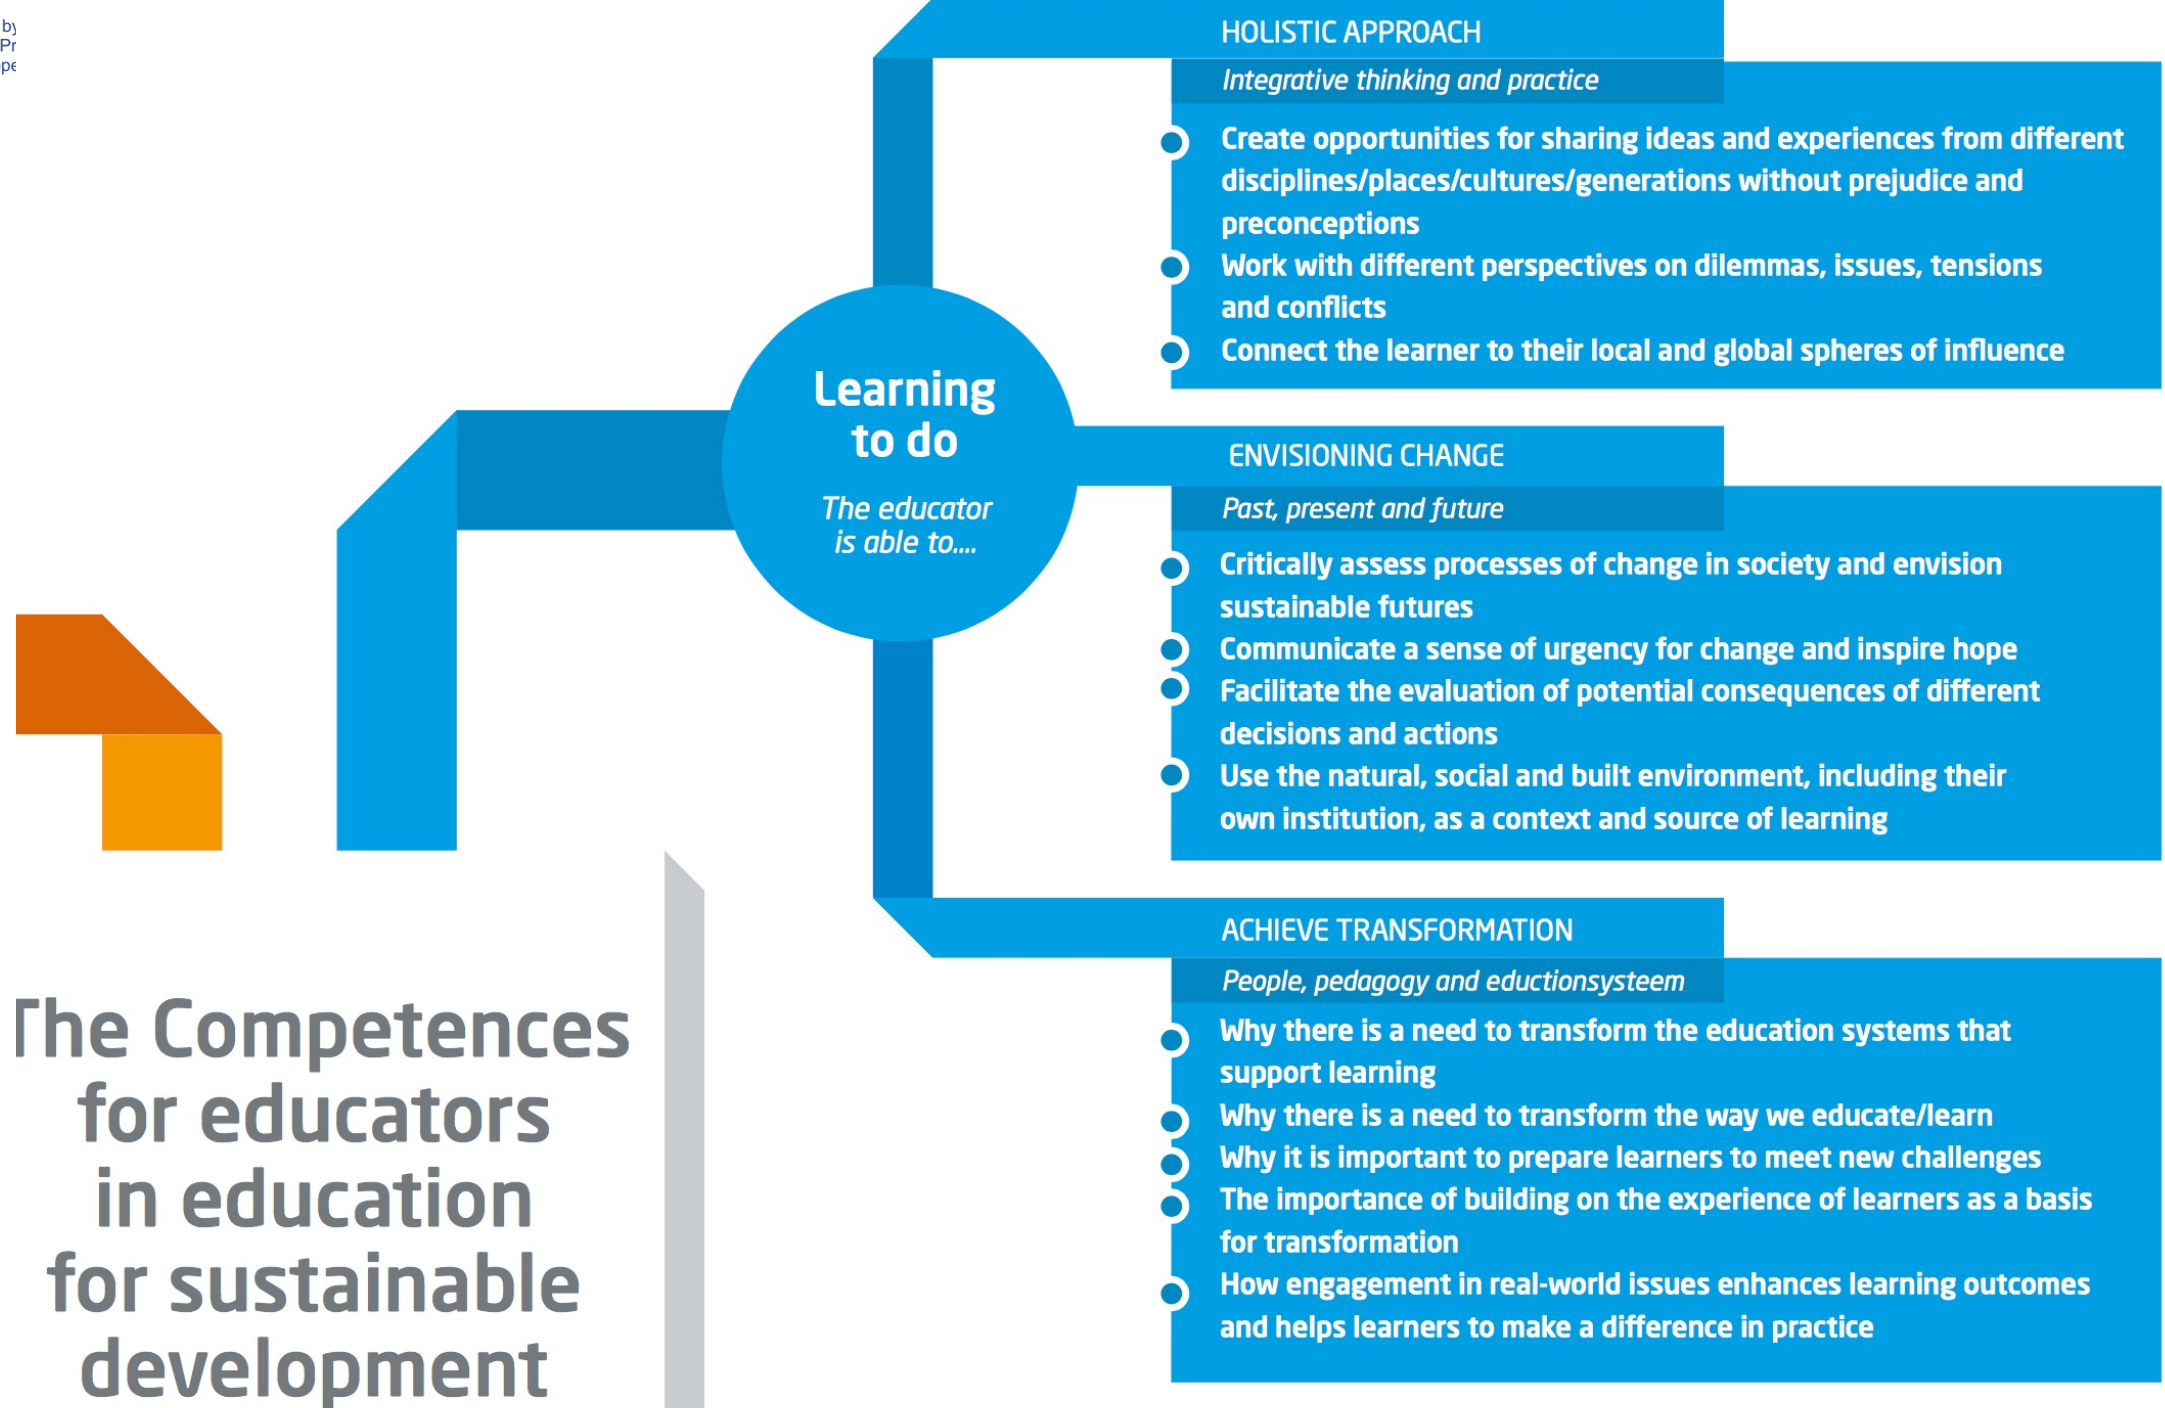 by
Pr
HOLISTIC APPROACH
Integrative thinking and practice
Create opportunities for sharing ideas and experiences from different
disciplines/places/cultures/generations without prejudice and
preconceptions
Work with different perspectives on dilemmas, issues, tensions
and conflicts
Connect the learner to their local and global spheres of influence
Learning
to do
The educator
is able to....
ENVISIONING CHANGE
Past, present and future
Critically assess processes of change in society and envision
sustainable futures
Communicate a sense of urgency for change and inspire hope
Facilitate the evaluation of potential consequences of different
decisions and actions
Use the natural, social and built environment, including their
own institution, as a context and source of learning
ACHIEVE TRANSFORMATION
People, pedagogy and eductionsysteem
Why there is a need to transform the education systems that
support learning
Why there is a need to transform the way we educate/learn
Why it is important to prepare learners to meet new challenges
The importance of building on the experience of learners as a basis
for transformation
How engagement in real-world issues enhances learning outcomes
and helps learners to make a difference in practice
The Competences
for educators
in education
for sustainable
development